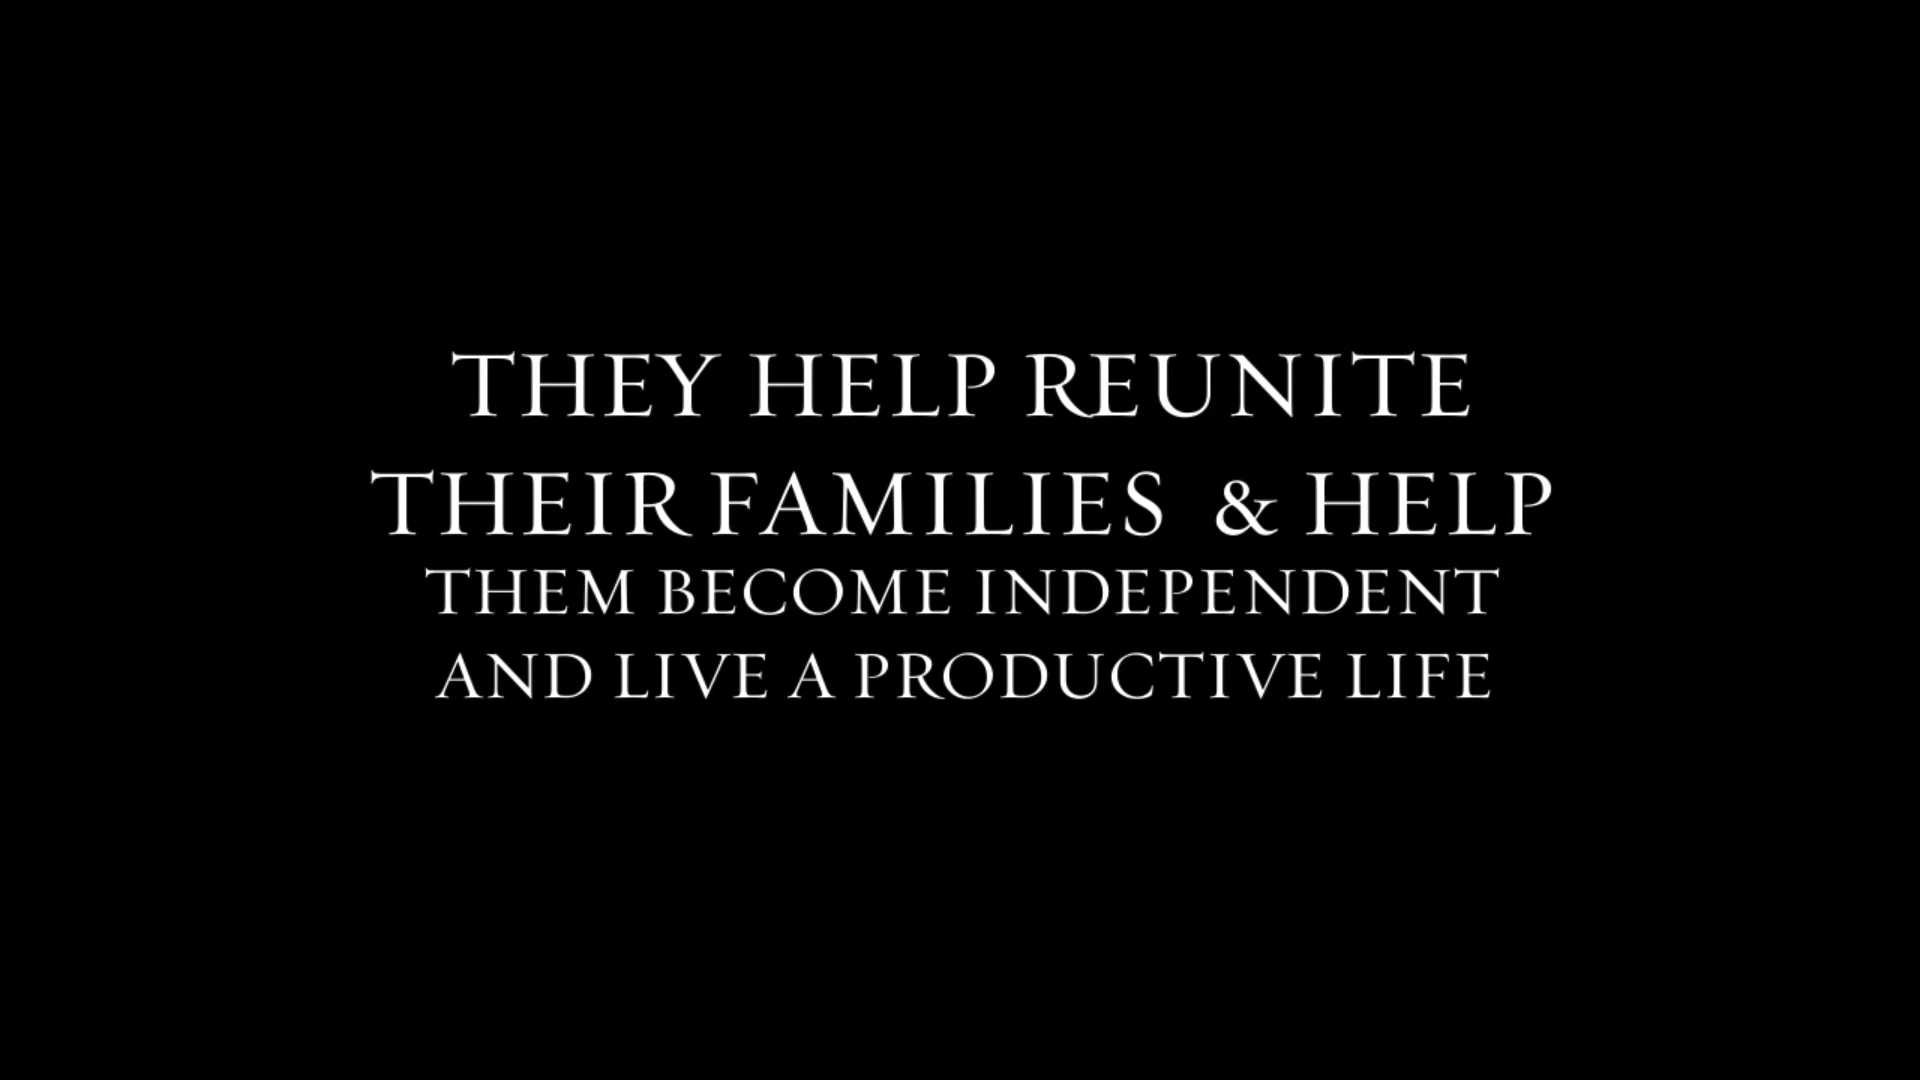 THEY HELP REUNITE
THEIR FAMILIES & HELP
THEM BECOME INDEPENDENT
AND LIVE A PRODUCTIVE LIFE